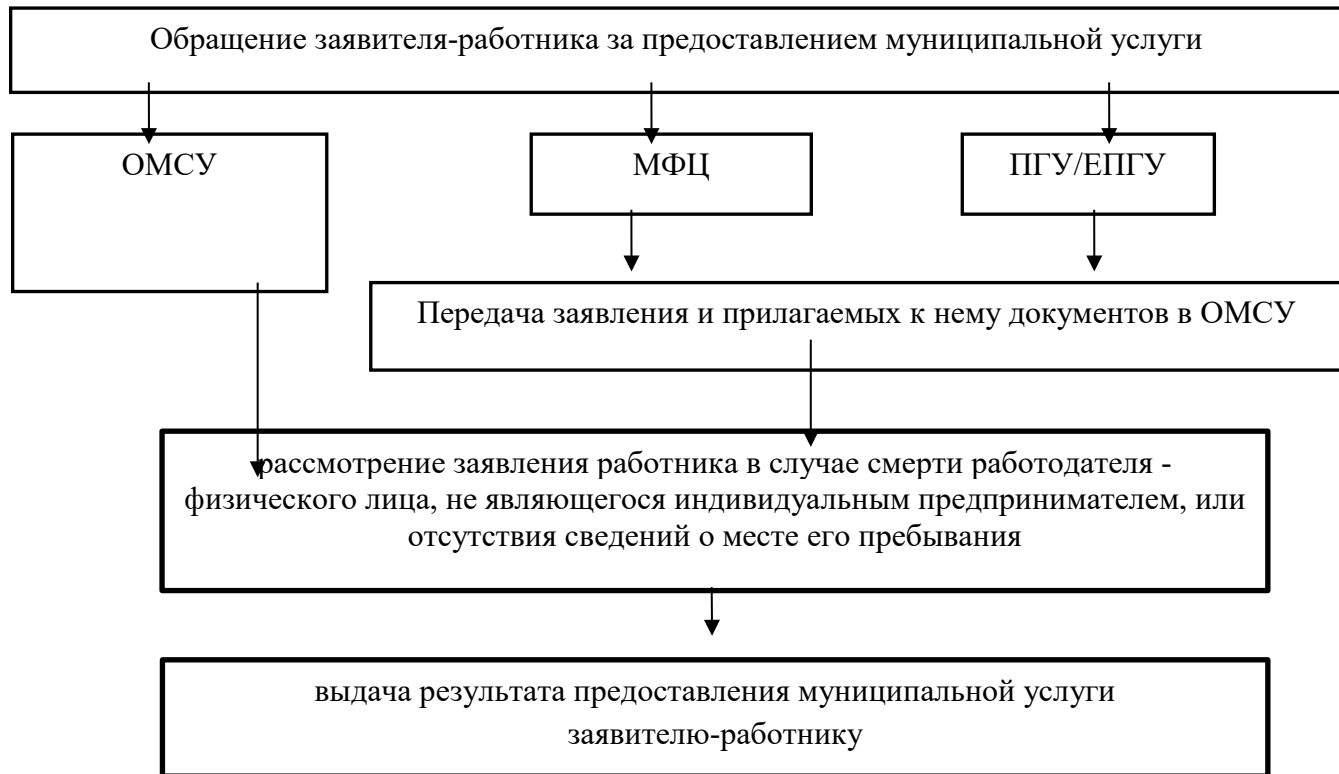 Обращение заявителя-работника за предоставлением муниципальной услуги
ОМСУ
МФЦ
ПГУ/ЕПГУ
Передача заявления и прилагаемых к нему документов в ОМСУ
рассмотрение заявления работника в случае смерти работодателя -
физического лица, не являющегося индивидуальным предпринимателем, или
отсутствия сведений о месте его пребывания
выдача результата предоставления муниципальной услуги
заявителю-работнику